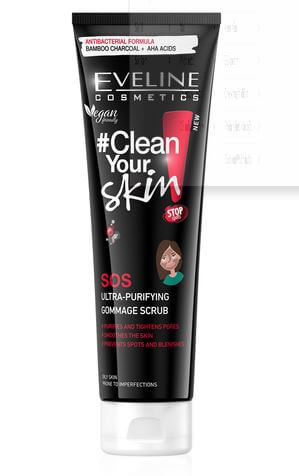 ANTIBACTERIAL FORMULA
BAMBOO CHARCOAL + AHA ACIDS
EVELINE
COSMETICS
Vegan
friendly
NEW
#Clean
Your
skin
STOP
SOS
ULTRA-PURIFYING
GOMMAGE SCRUB
PURIFIES AND TIGHTENS PORES
SMOOTHES THE SKIN
PREVENTS SPOTS AND BLEMISHES
OILY SKIN
PRONE TO IMPERFECTIONS